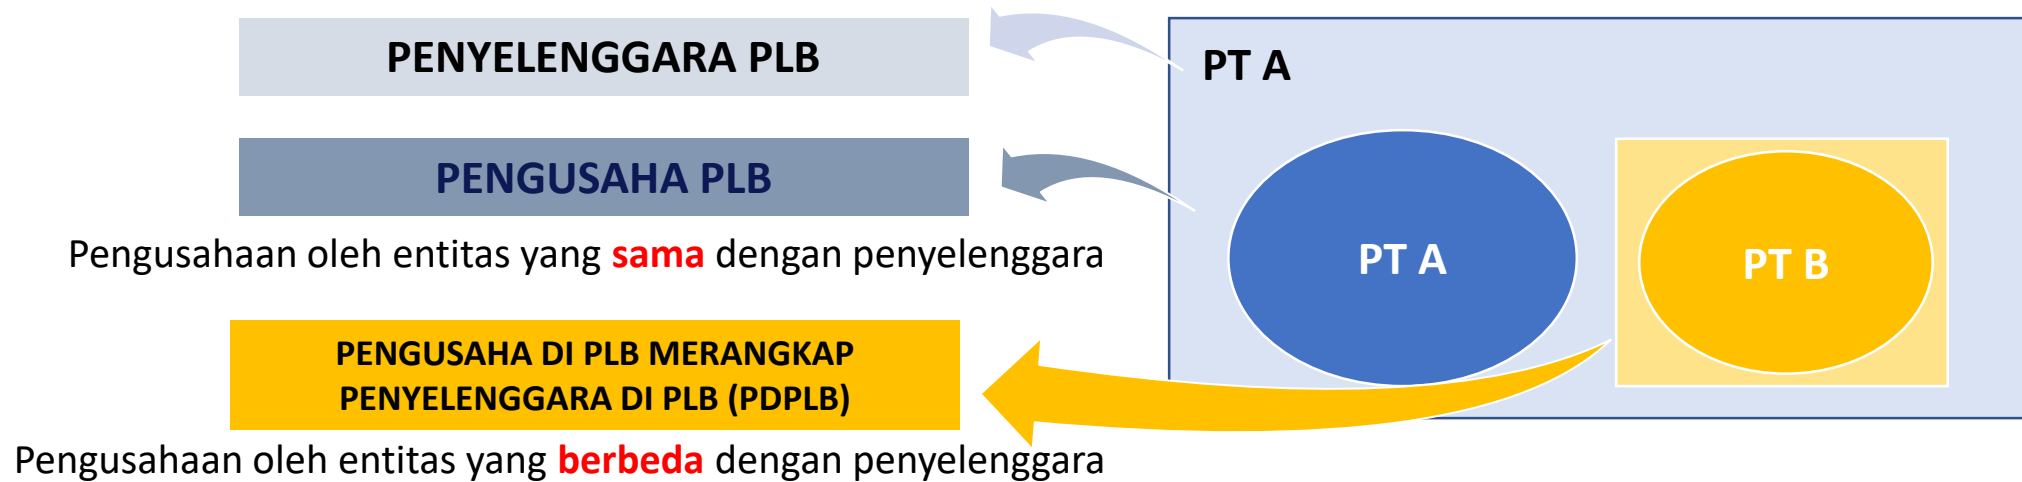 PENYELENGGARA PLB
PENGUSAHA PLB
Pengusahaan oleh entitas yang sama dengan penyelenggara
PENGUSAHA DI PLB MERANGKAP
PENYELENGGARA DI PLB (PDPLB)
Pengusahaan oleh entitas yang berbeda dengan penyelenggara
PT A
PT A
PT B